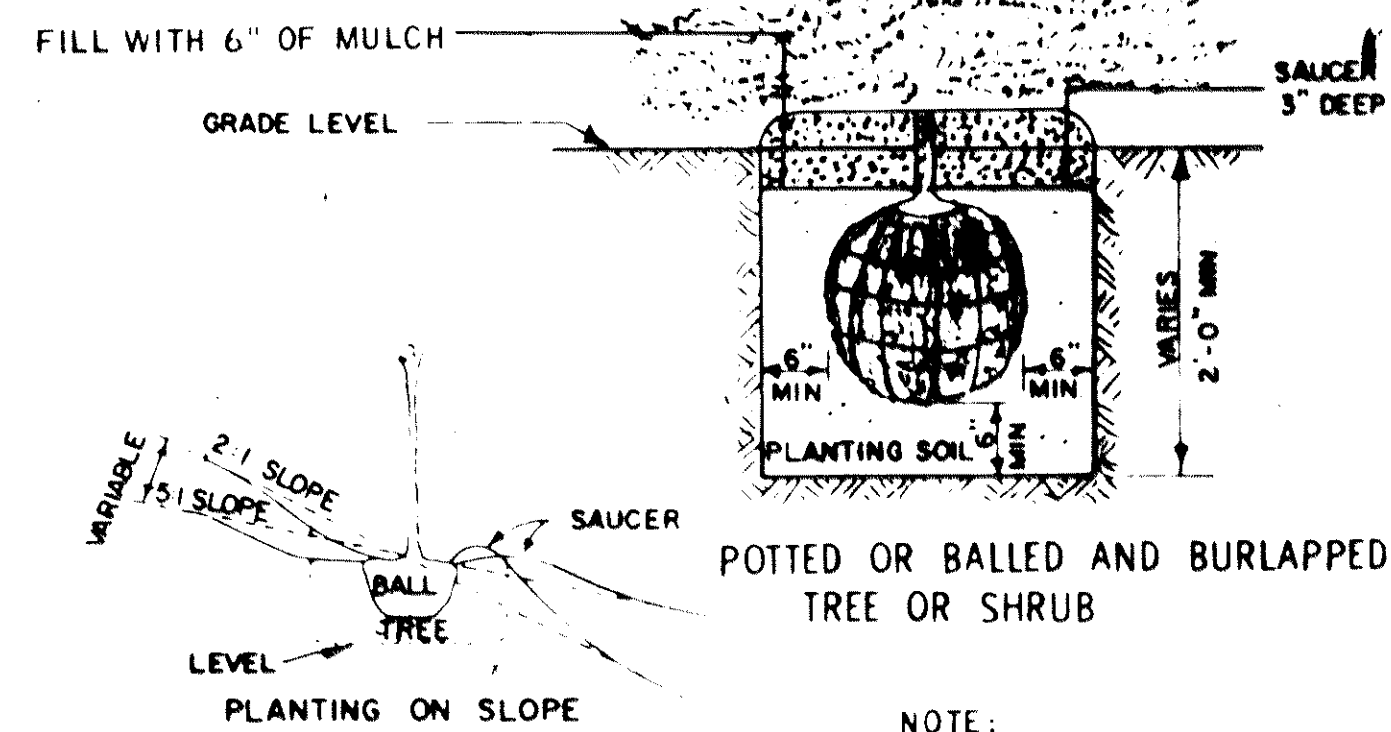 FILL WITH 6" OF MULCH
SAUCER
3" DEEP
GRADE LEVEL
VARIES
2'-0" MIN
6"
MIN
6"
MIN
6"
MIN
PLANTING SOIL
POTTED OR BALLED AND BURLAPPED
TREE OR SHRUB
VARIABLE
2:1 SLOPE
5:1 SLOPE
SAUCER
BALL
TREE
LEVEL
PLANTING ON SLOPE
NOTE: